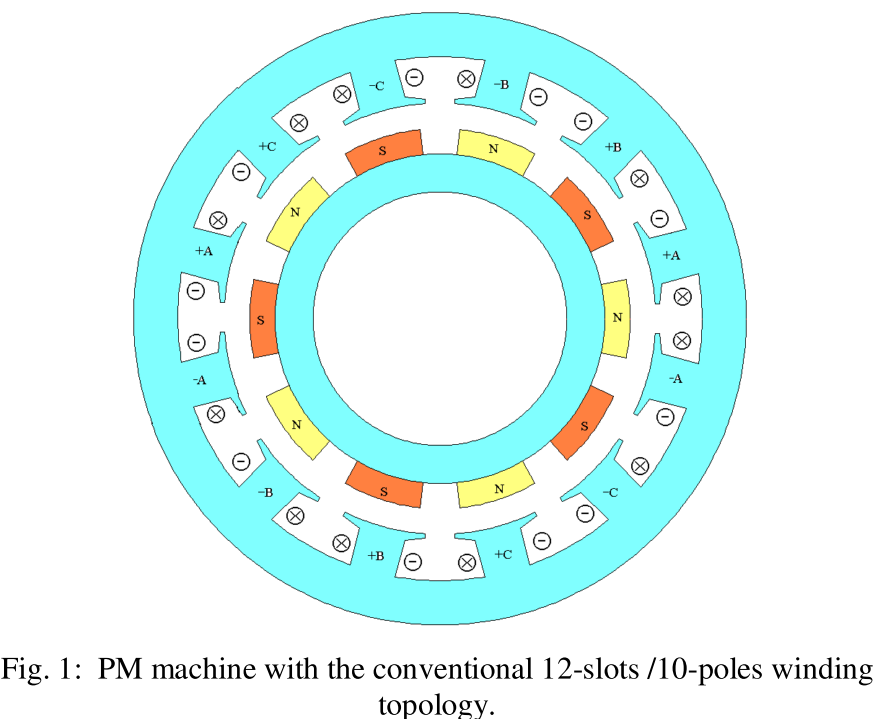 -C
-B
+C
+B
S
N
N
S
+A
+A
S
N
-A
-A
N
S
-B
-C
S
N
+B
+C
Fig. 1: PM machine with the conventional 12-slots /10-poles winding
topology.